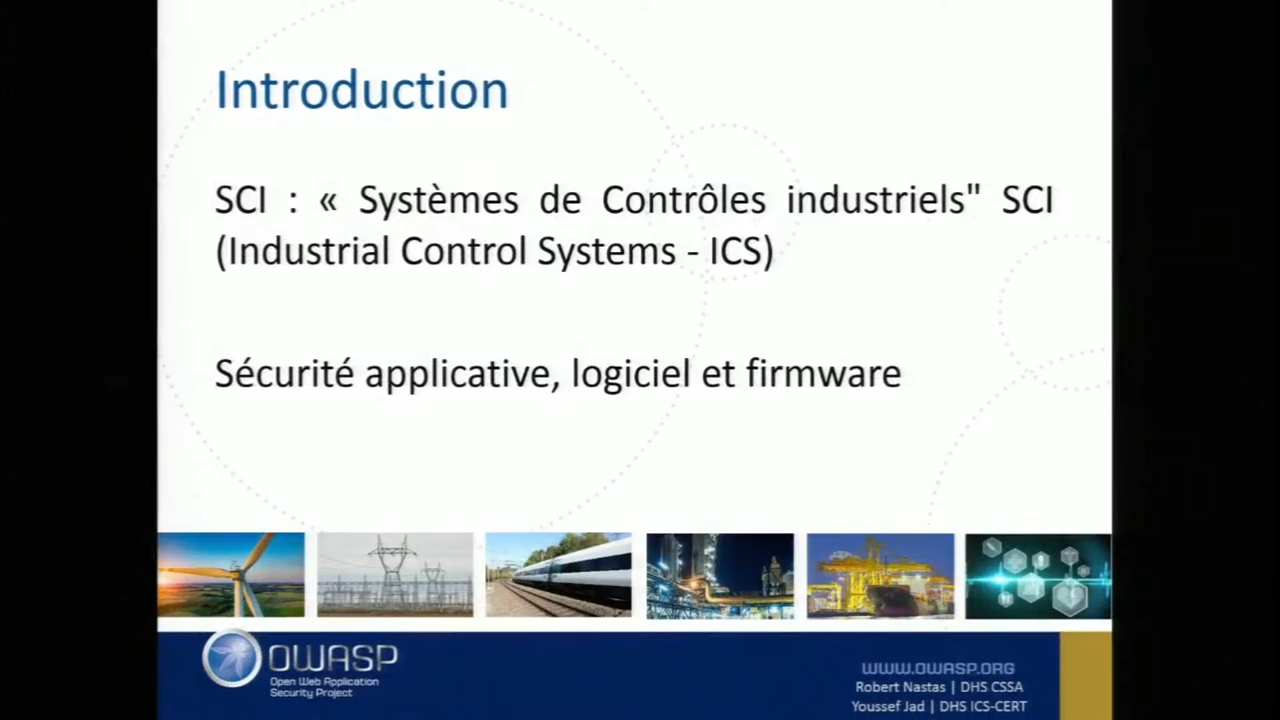 Introduction
SCI : « Systèmes de Contrôles industriels" SCI
(Industrial Control Systems - ICS)
Sécurité applicative, logiciel et firmware
OWASP
Open Web Application
Security Project
WWW.OWASP.ORG
Robert Nastas | DHS CSSA
Youssef Jad | DHS ICS-CERT